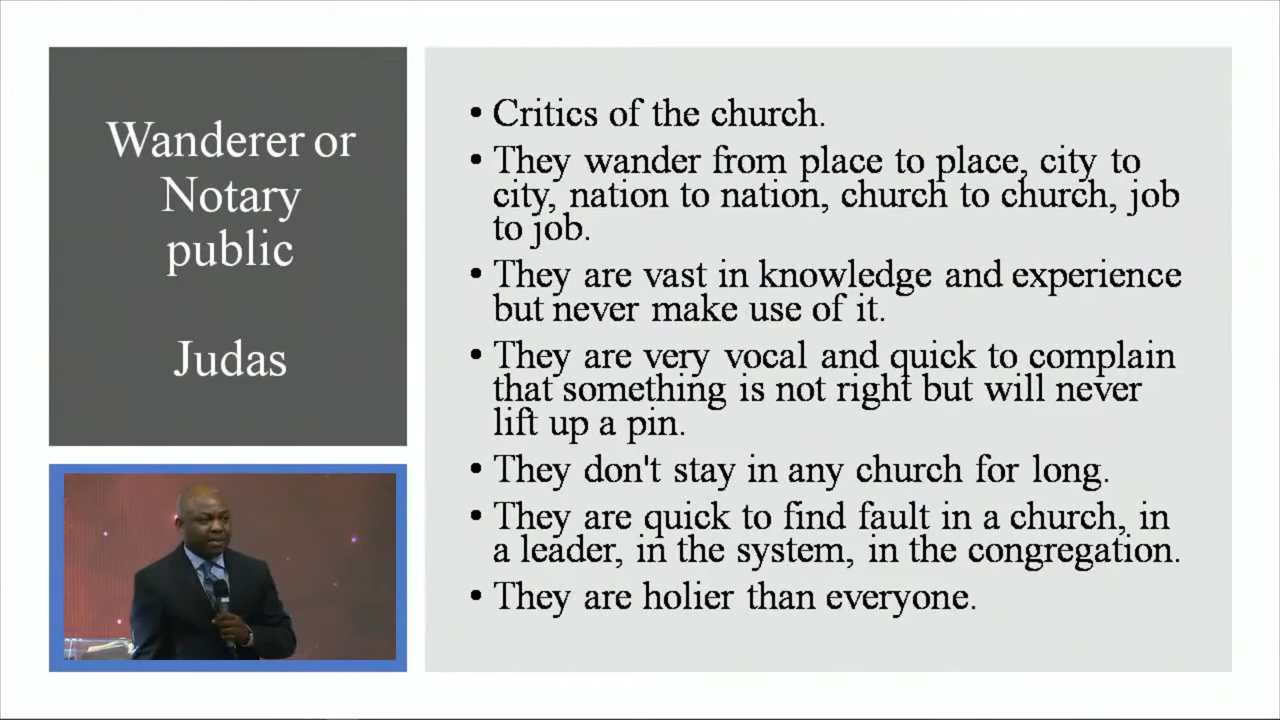 Wanderer or
Notary
public
Judas
• Critics of the church.
• They wander from place to place, city to
city, nation to nation, church to church, job
to job.
• They are vast in knowledge and experience
but never make use of it.
• They are very vocal and quick to complain
that something is not right but will never
lift up a pin.
• They don't stay in any church for long.
• They are quick to find fault in a church, in
a leader, in the system, in the congregation.
• They are holier than everyone.